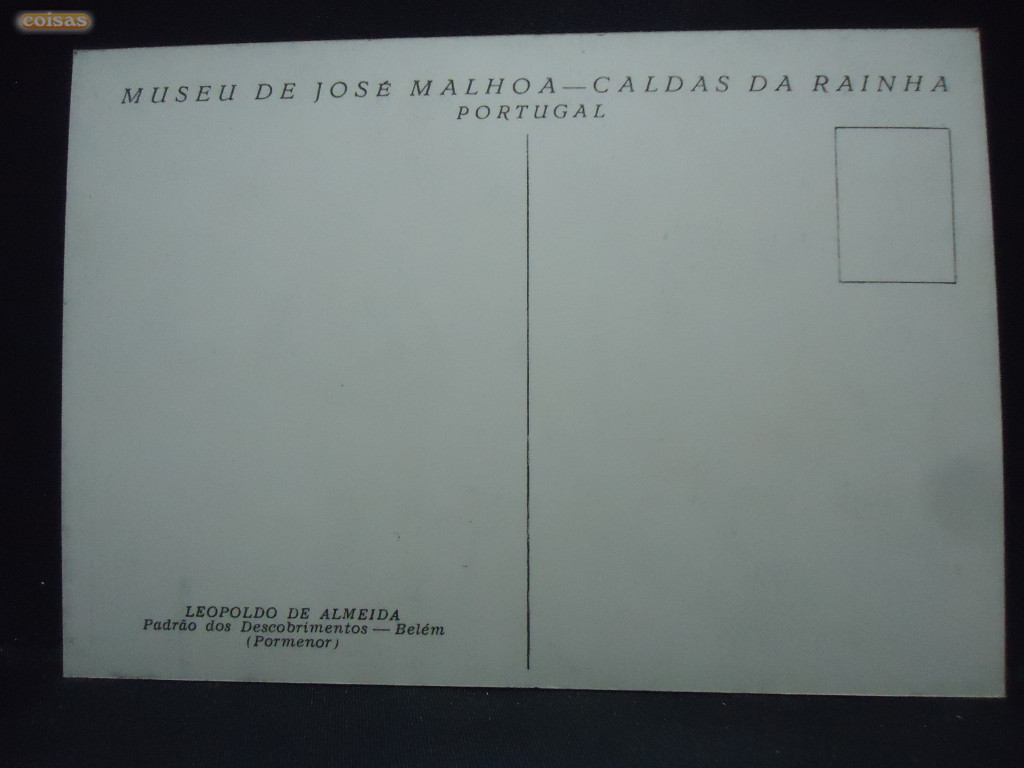 coisas
MUSEU DE JOSÉ MALHOA—CALDAS DA RAINHA
PORTUGAL
LEOPOLDO DE ALMEIDA
Padrão dos Descobrimentos — Belém
(Pormenor)